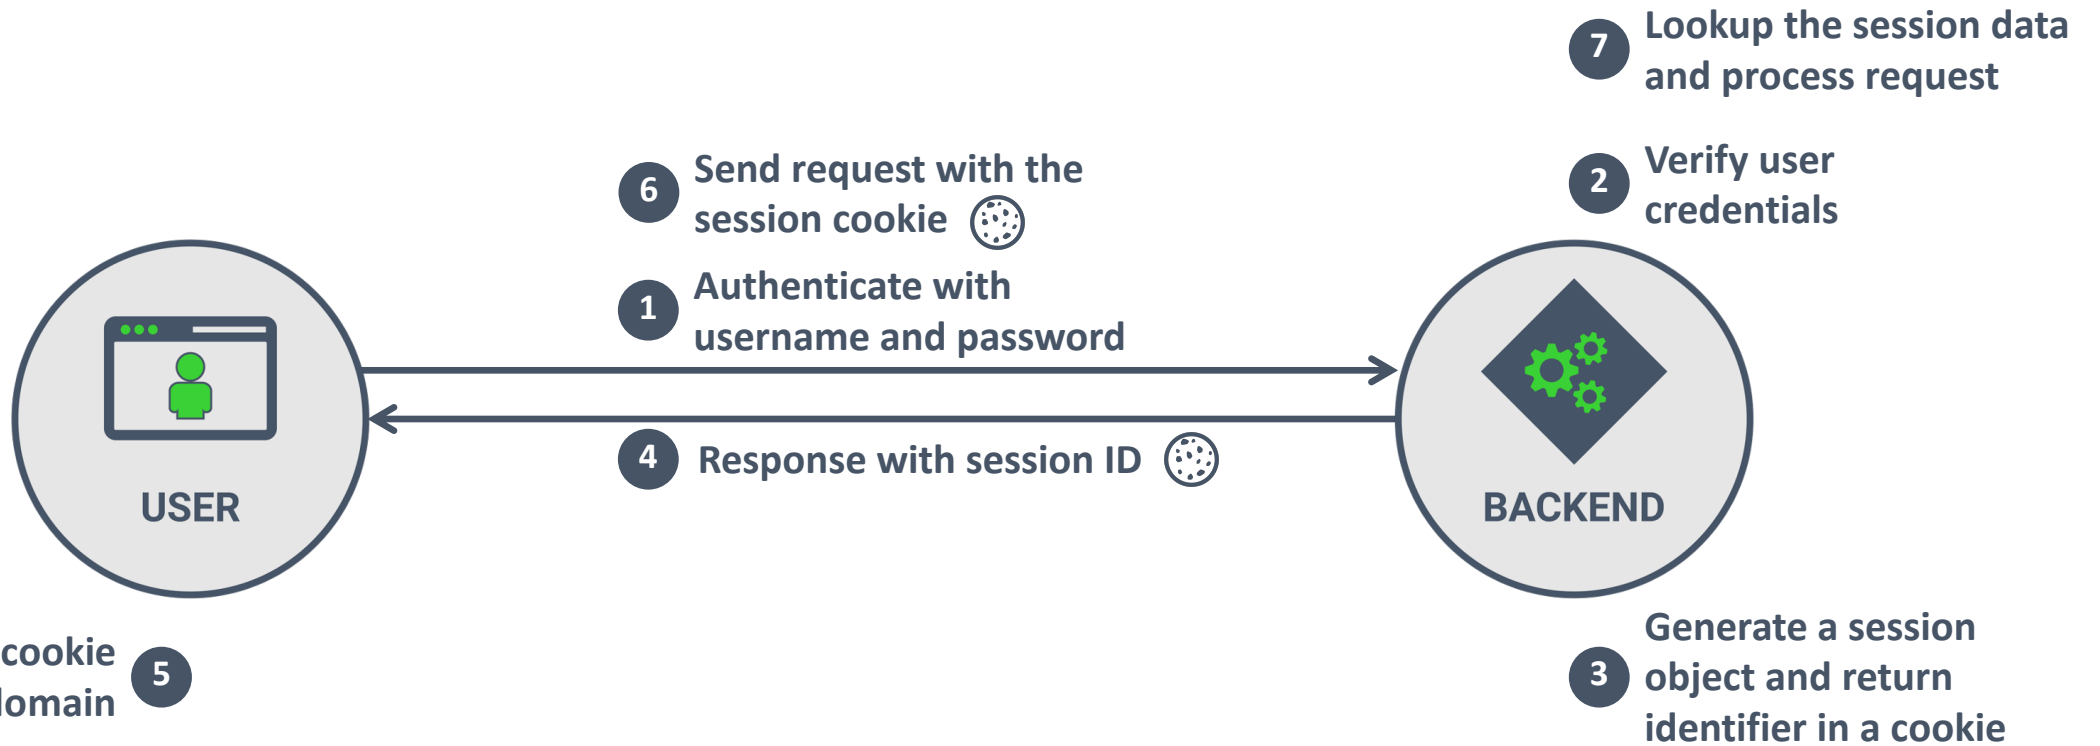 7
Lookup the session data
and process request
6
Send request with the
session cookie
2
Verify user
credentials
1
Authenticate with
username and password
4
Response with session ID
USER
BACKEND
cookie
5
3
Generate a session
object and return
identifier in a cookie